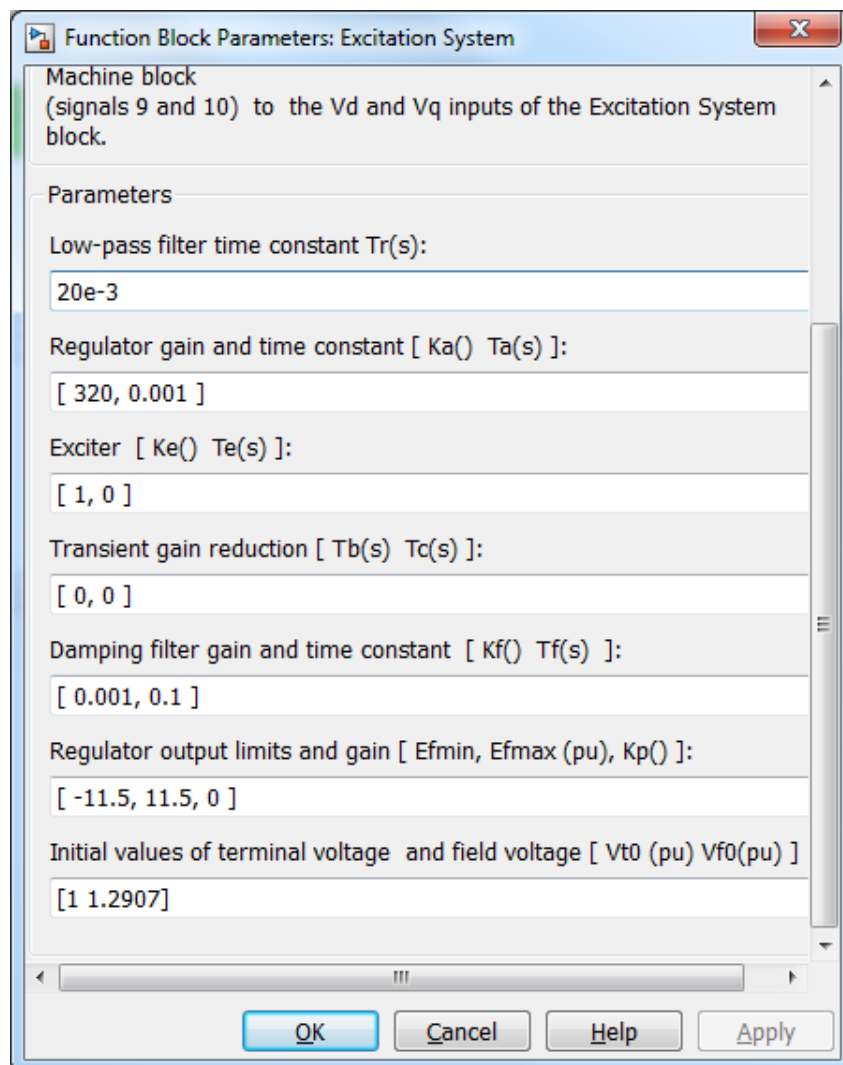 Function Block Parameters: Excitation System
Machine block
(signals 9 and 10) to the Vd and Vq inputs of the Excitation System
block.
Parameters
Low-pass filter time constant Tr(s):
20e-3
Regulator gain and time constant [ Ka() Ta(s) ]:
[ 320, 0.001 ]
Exciter [ Ke() Te(s) ]:
[ 1, 0 ]
Transient gain reduction [ Tb(s) Tc(s) ]:
[ 0, 0 ]
Damping filter gain and time constant [ Kf() Tf(s) ]:
[ 0.001, 0.1 ]
Regulator output limits and gain [ Efmin, Efmax (pu), Kp() ]:
[ -11.5, 11.5, 0 ]
Initial values of terminal voltage and field voltage [ Vt0 (pu) Vf0(pu) ]
[1 1.2907]
OK Cancel Help Apply